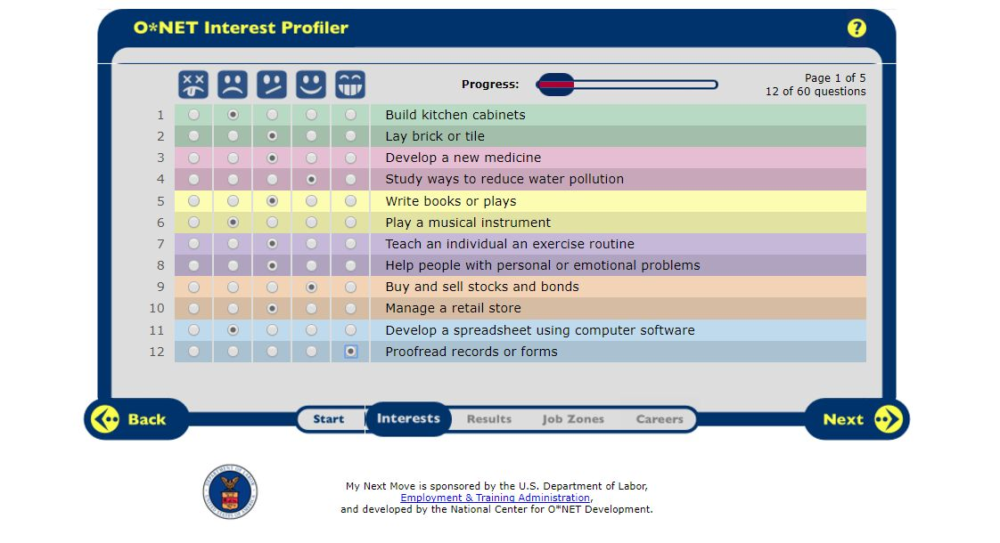 O*NET Interest Profiler
?
Progress:
Page 1 of 5
12 of 60 questions
1 Build kitchen cabinets
2 Lay brick or tile
3 Develop a new medicine
4 Study ways to reduce water pollution
5 Write books or plays
6 Play a musical instrument
7 Teach an individual an exercise routine
8 Help people with personal or emotional problems
9 Buy and sell stocks and bonds
10 Manage a retail store
11 Develop a spreadsheet using computer software
12 Proofread records or forms
Back
Start Interests Results Job Zones Careers
Next
My Next Move is sponsored by the U.S. Department of Labor,
Employment & Training Administration,
and developed by the National Center for O*NET Development.